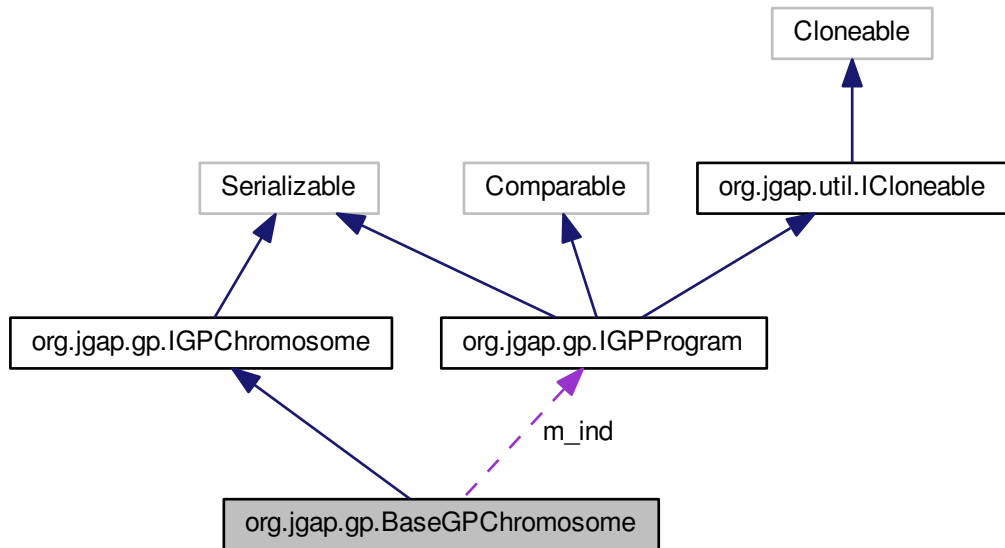 Cloneable
Serializable
Comparable
org.jgap.util.ICloneable
org.jgap.gp.IGPChromosome
org.jgap.gp.IGPProgram
m_ind
org.jgap.gp.BaseGPChromosome